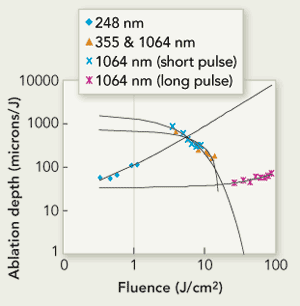 248 nm
355 & 1064 nm
1064 nm (short pulse)
1064 nm (long pulse)
Ablation depth (microns/J)
10000
1000
100
10
1
0
1
10
100
Fluence (J/cm2)